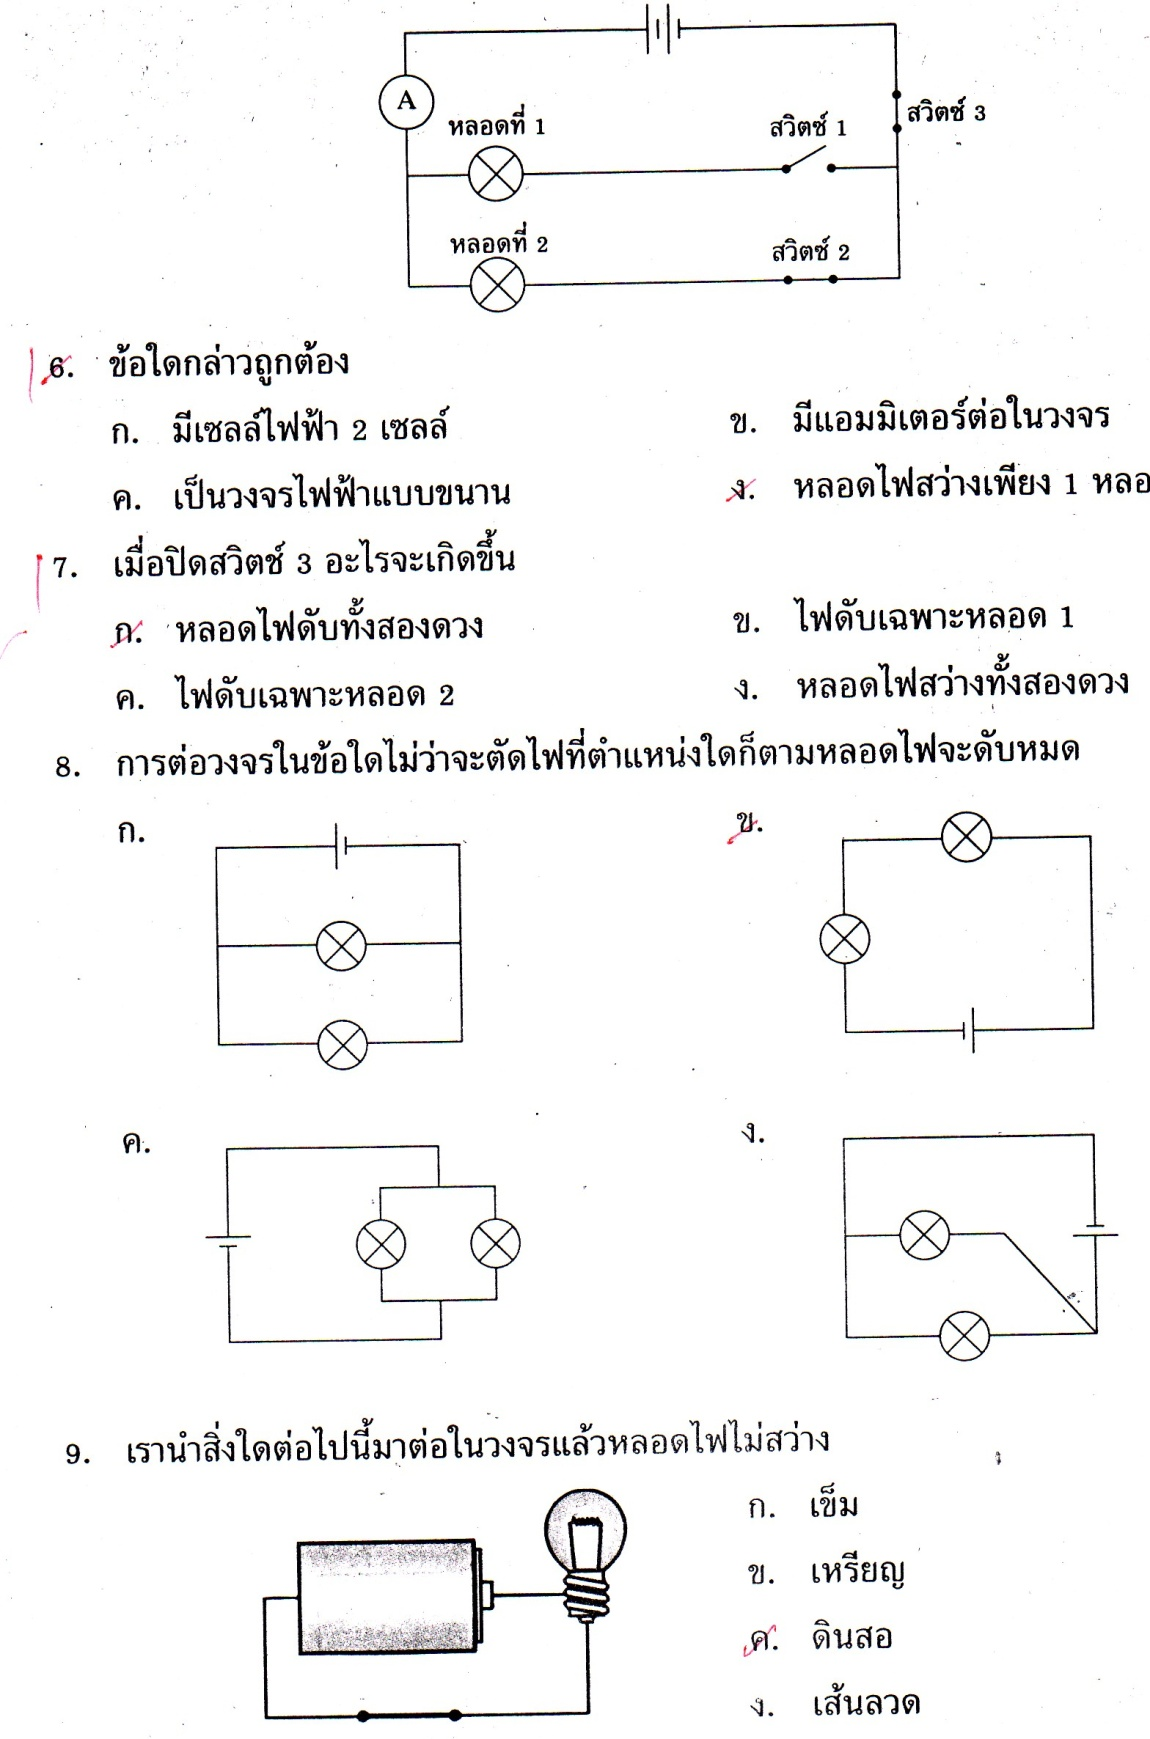 A
หลอดที่ 1
สวิตซ์ 1
สวิตซ์ 3
หลอดที่ 2
สวิตซ์ 2
6. ข้อใดกล่าวถูกต้อง
ก. มีเซลล์ไฟฟ้า 2 เซลล์
ข. มีแอมมิเตอร์ต่อในวงจร
ค. เป็นวงจรไฟฟ้าแบบขนาน
ง. หลอดไฟสว่างเพียง 1 หลอ
7. เมื่อปิดสวิตช์ 3 อะไรจะเกิดขึ้น
ก. หลอดไฟดับทั้งสองดวง
ข. ไฟดับเฉพาะหลอด 1
ค. ไฟดับเฉพาะหลอด 2
ง. หลอดไฟสว่างทั้งสองดวง
8. การต่อวงจรในข้อใดไม่ว่าจะตัดไฟที่ตำแหน่งใดก็ตามหลอดไฟจะดับหมด
ก.
ข.
ค.
ง.
9. เรานำสิ่งใดต่อไปนี้มาต่อในวงจรแล้วหลอดไฟไม่สว่าง
ก. เข็ม
ข. เหรียญ
ค. ดินสอ
ง. เส้นลวด